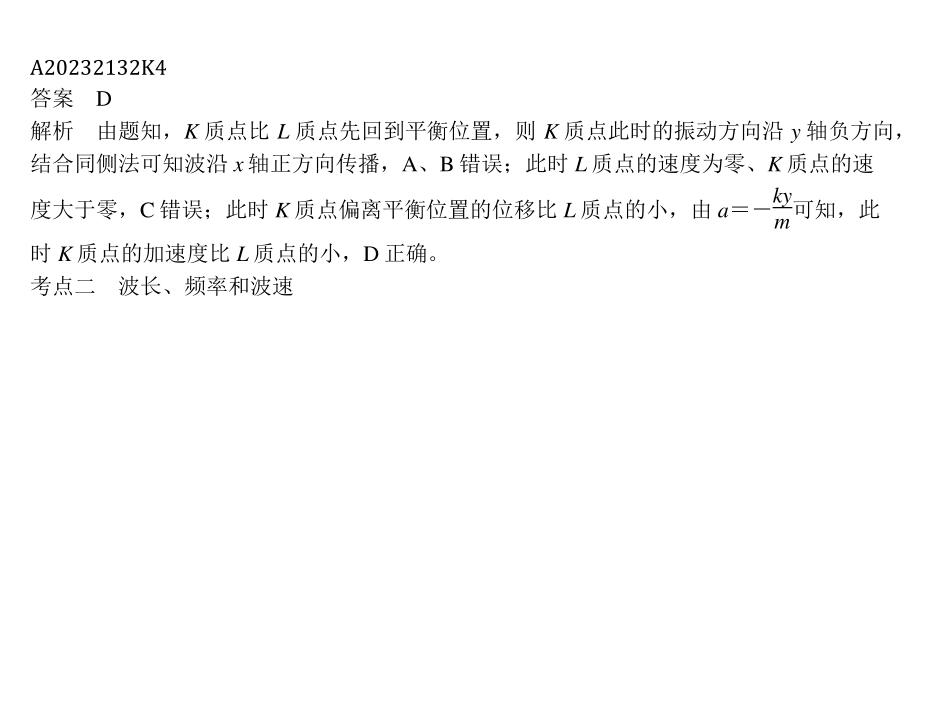 A20232132K4
答案　D
解析　由题知，K 质点比 L 质点先回到平衡位置，则 K 质点此时的振动方向沿 y 轴负方向，
结合同侧法可知波沿 x 轴正方向传播，A、B 错误；此时 L 质点的速度为零、K 质点的速
度大于零，C 错误；此时 K 质点偏离平衡位置的位移比 L 质点的小，由 a＝－ky/m可知，此
时 K 质点的加速度比 L 质点的小，D 正确。
考点二　波长、频率和波速